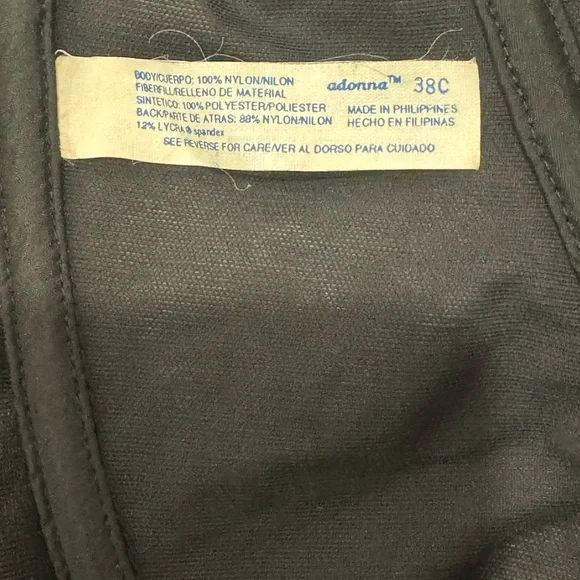 BODY/CUERPO: 100% NYLON/NILON
FIBERFILL/RELLENO DE MATERIAL
SINTETICO: 100% POLYESTER/POLIESTER
BACK/PARTE DE ATRAS: 88% NYLON/NILON
12% LYCRA® spandex
adonna™ 38C
MADE IN PHILIPPINES
HECHO EN FILIPINAS
SEE REVERSE FOR CARE/VER AL DORSO PARA CUIDADO